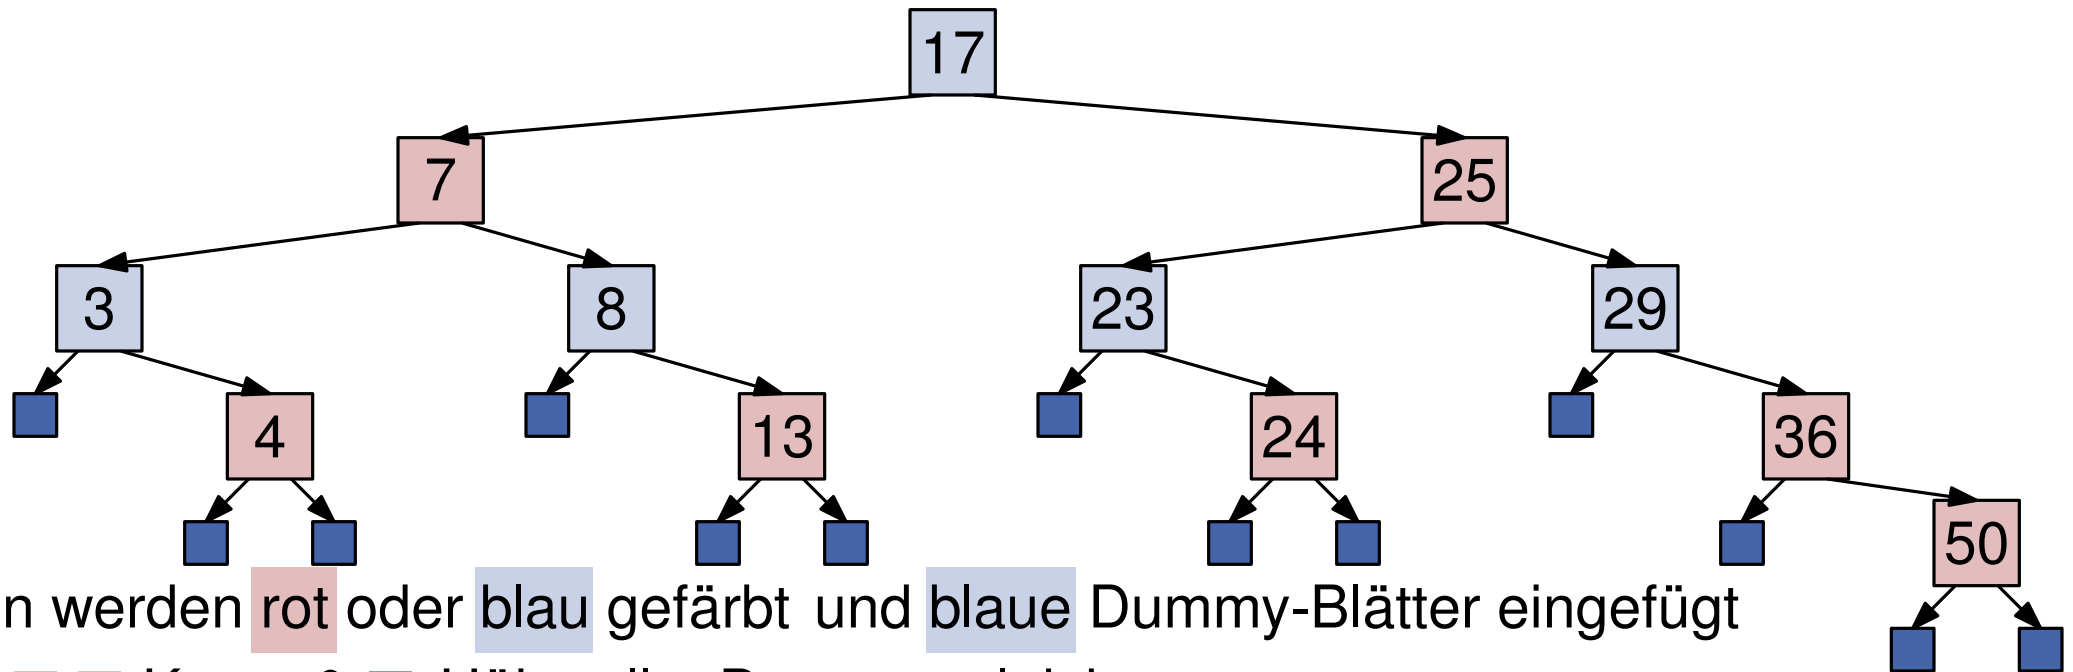 17
7 25
3 8 23 29
4 13 24 36
50
n werden rot oder blau gefärbt und blaue Dummy-Blätter eingefügt